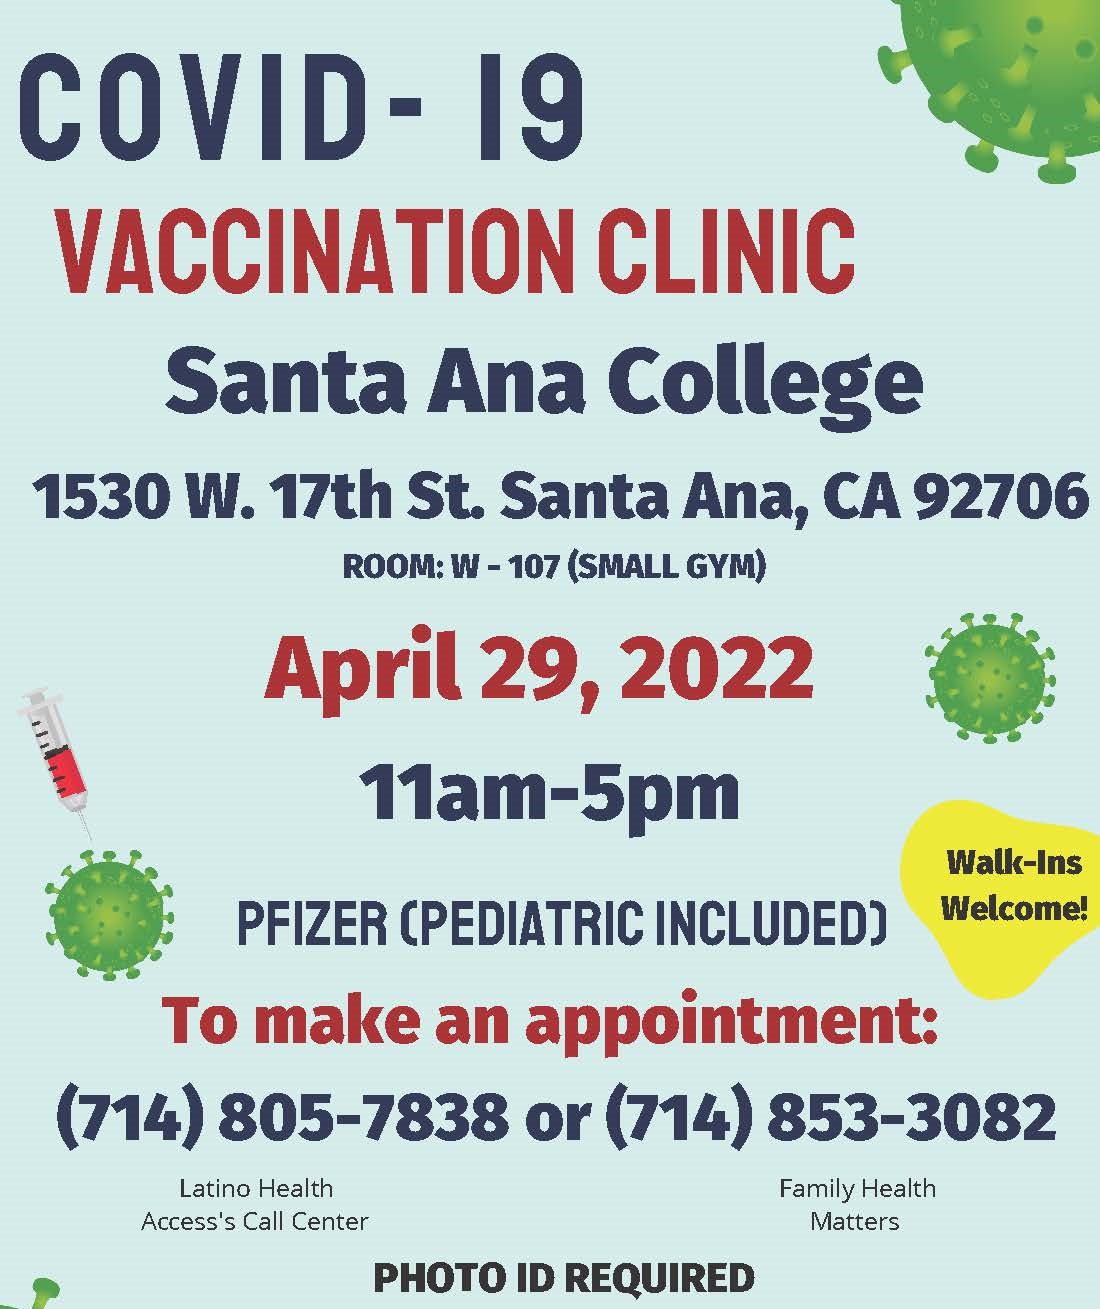 COVID- 19
VACCINATION CLINIC
Santa Ana College
1530 W. 17th St. Santa Ana, CA 92706
ROOM: W - 107 (SMALL GYM)
April 29, 2022
11am-5pm
Walk-Ins
Welcome!
PFIZER (PEDIATRIC INCLUDED)
To make an appointment:
(714) 805-7838 or (714) 853-3082
Latino Health
Access's Call Center
Family Health
Matters
PHOTO ID REQUIRED